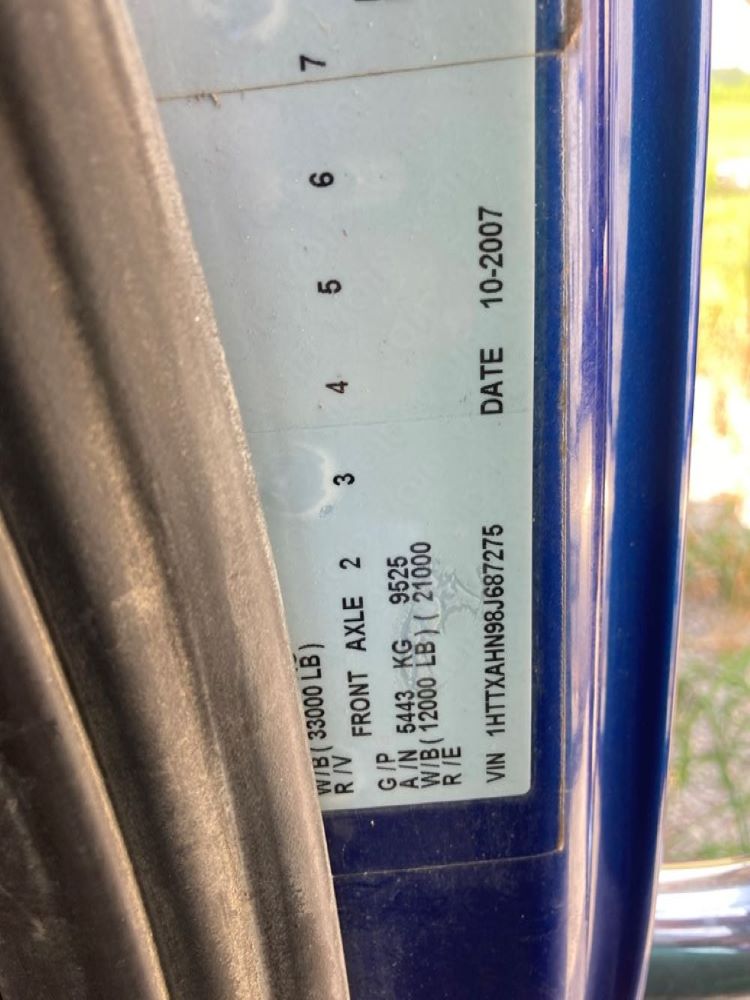 W/B ( 33000 LB )
R /V
FRONT AXLE 2 3 4 5 6 7
G /P
A /N 5443 KG 9525
W/B ( 12000 LB ) ( 21000
R /E
VIN 1HTTXAHN98J687275 DATE 10-2007